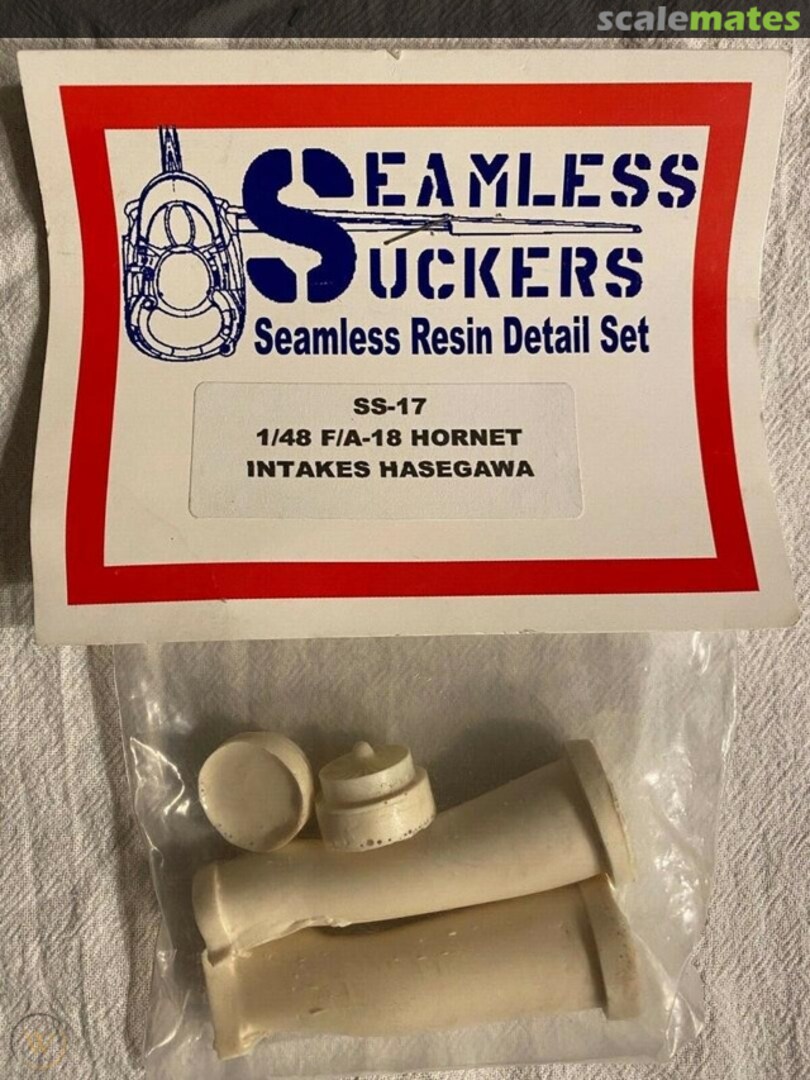 scalemates
SEAMLESS
SUCKERS
Seamless Resin Detail Set
SS-17
1/48 F/A-18 HORNET
INTAKES HASEGAWA